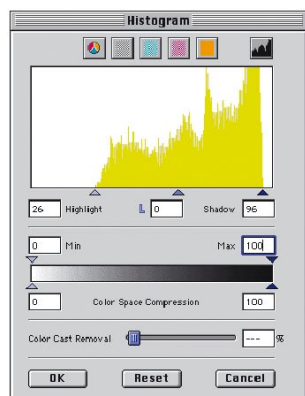 Histogram
26 Highlight L 0 Shadow 96
0 Min Max 100
0 Color Space Compression 100
Color Cast Removal --- %
OK Reset Cancel